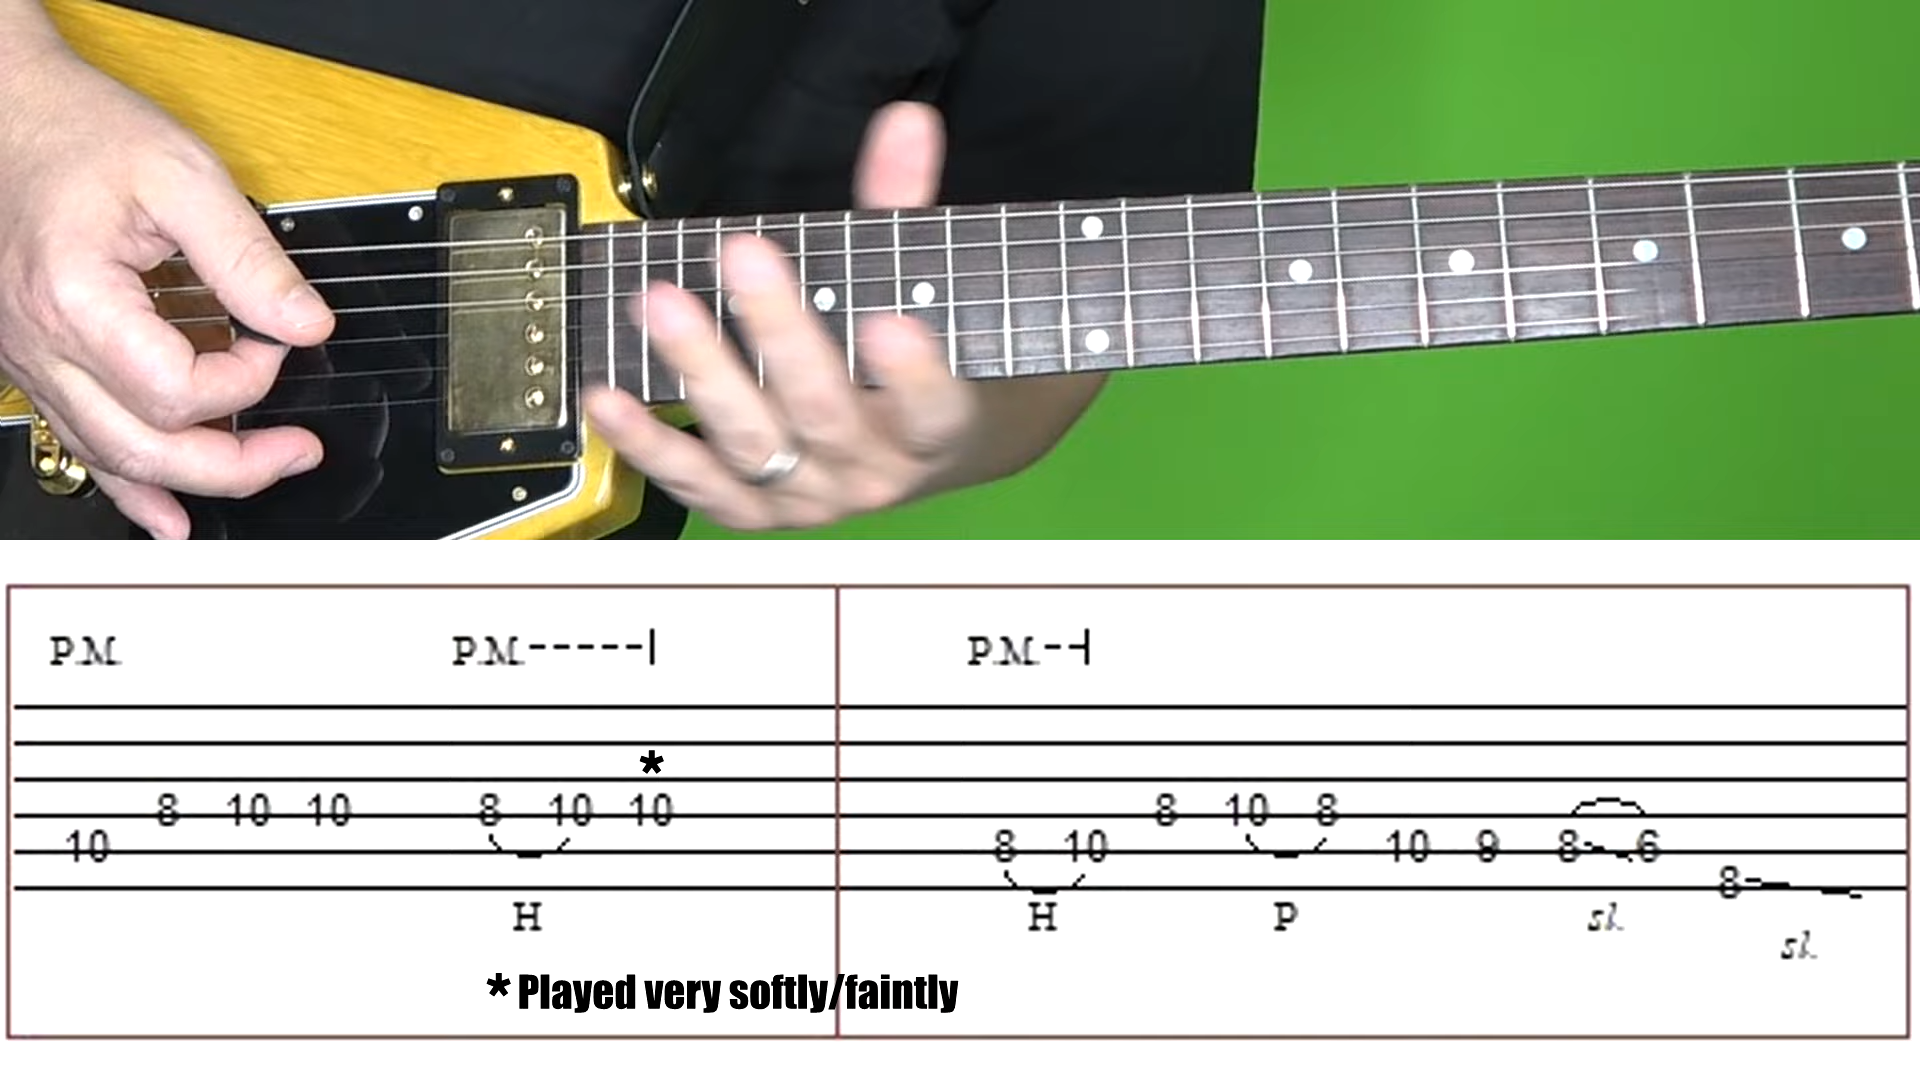 P.M. P.M.-----| P.M.--|
*
8 10 10 8 10 10 8 10 8
10 8 10 10 9 8 6
8
H H P sl.
sl.
* Played very softly/faintly